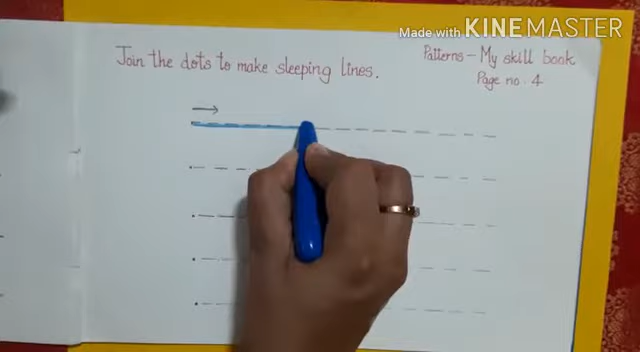 Made with KINEMASTER
Patterns - My skill book
Page no. 4
Join the dots to make sleeping lines.